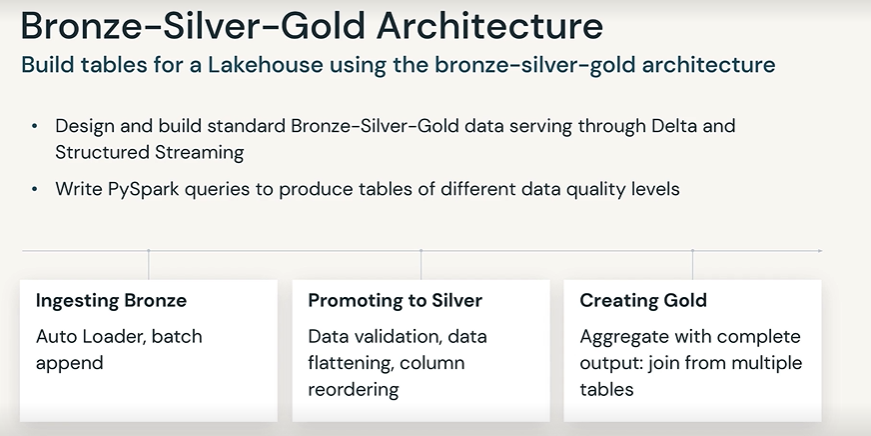 Bronze-Silver-Gold Architecture
Build tables for a Lakehouse using the bronze-silver-gold architecture
• Design and build standard Bronze-Silver-Gold data serving through Delta and
Structured Streaming
• Write PySpark queries to produce tables of different data quality levels
Ingesting Bronze
Auto Loader, batch
append
Promoting to Silver
Data validation, data
flattening, column
reordering
Creating Gold
Aggregate with complete
output: join from multiple
tables